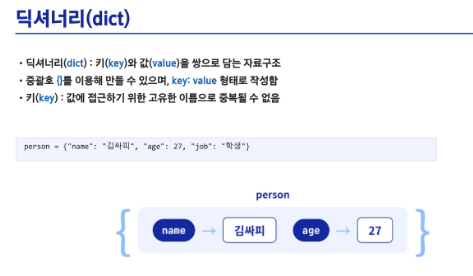 딕셔너리(dict)
• 딕셔너리(dict) : 키(key)와 값(value)을 쌍으로 담는 자료구조
• 중괄호 {}를 이용해 만들 수 있으며, key: value 형태로 작성함
• 키(key) : 값에 접근하기 위한 고유한 이름으로 중복될 수 없음
person = {"name": "김싸피", "age": 27, "job": "학생"}
person
{ name → 김싸피 age → 27 }